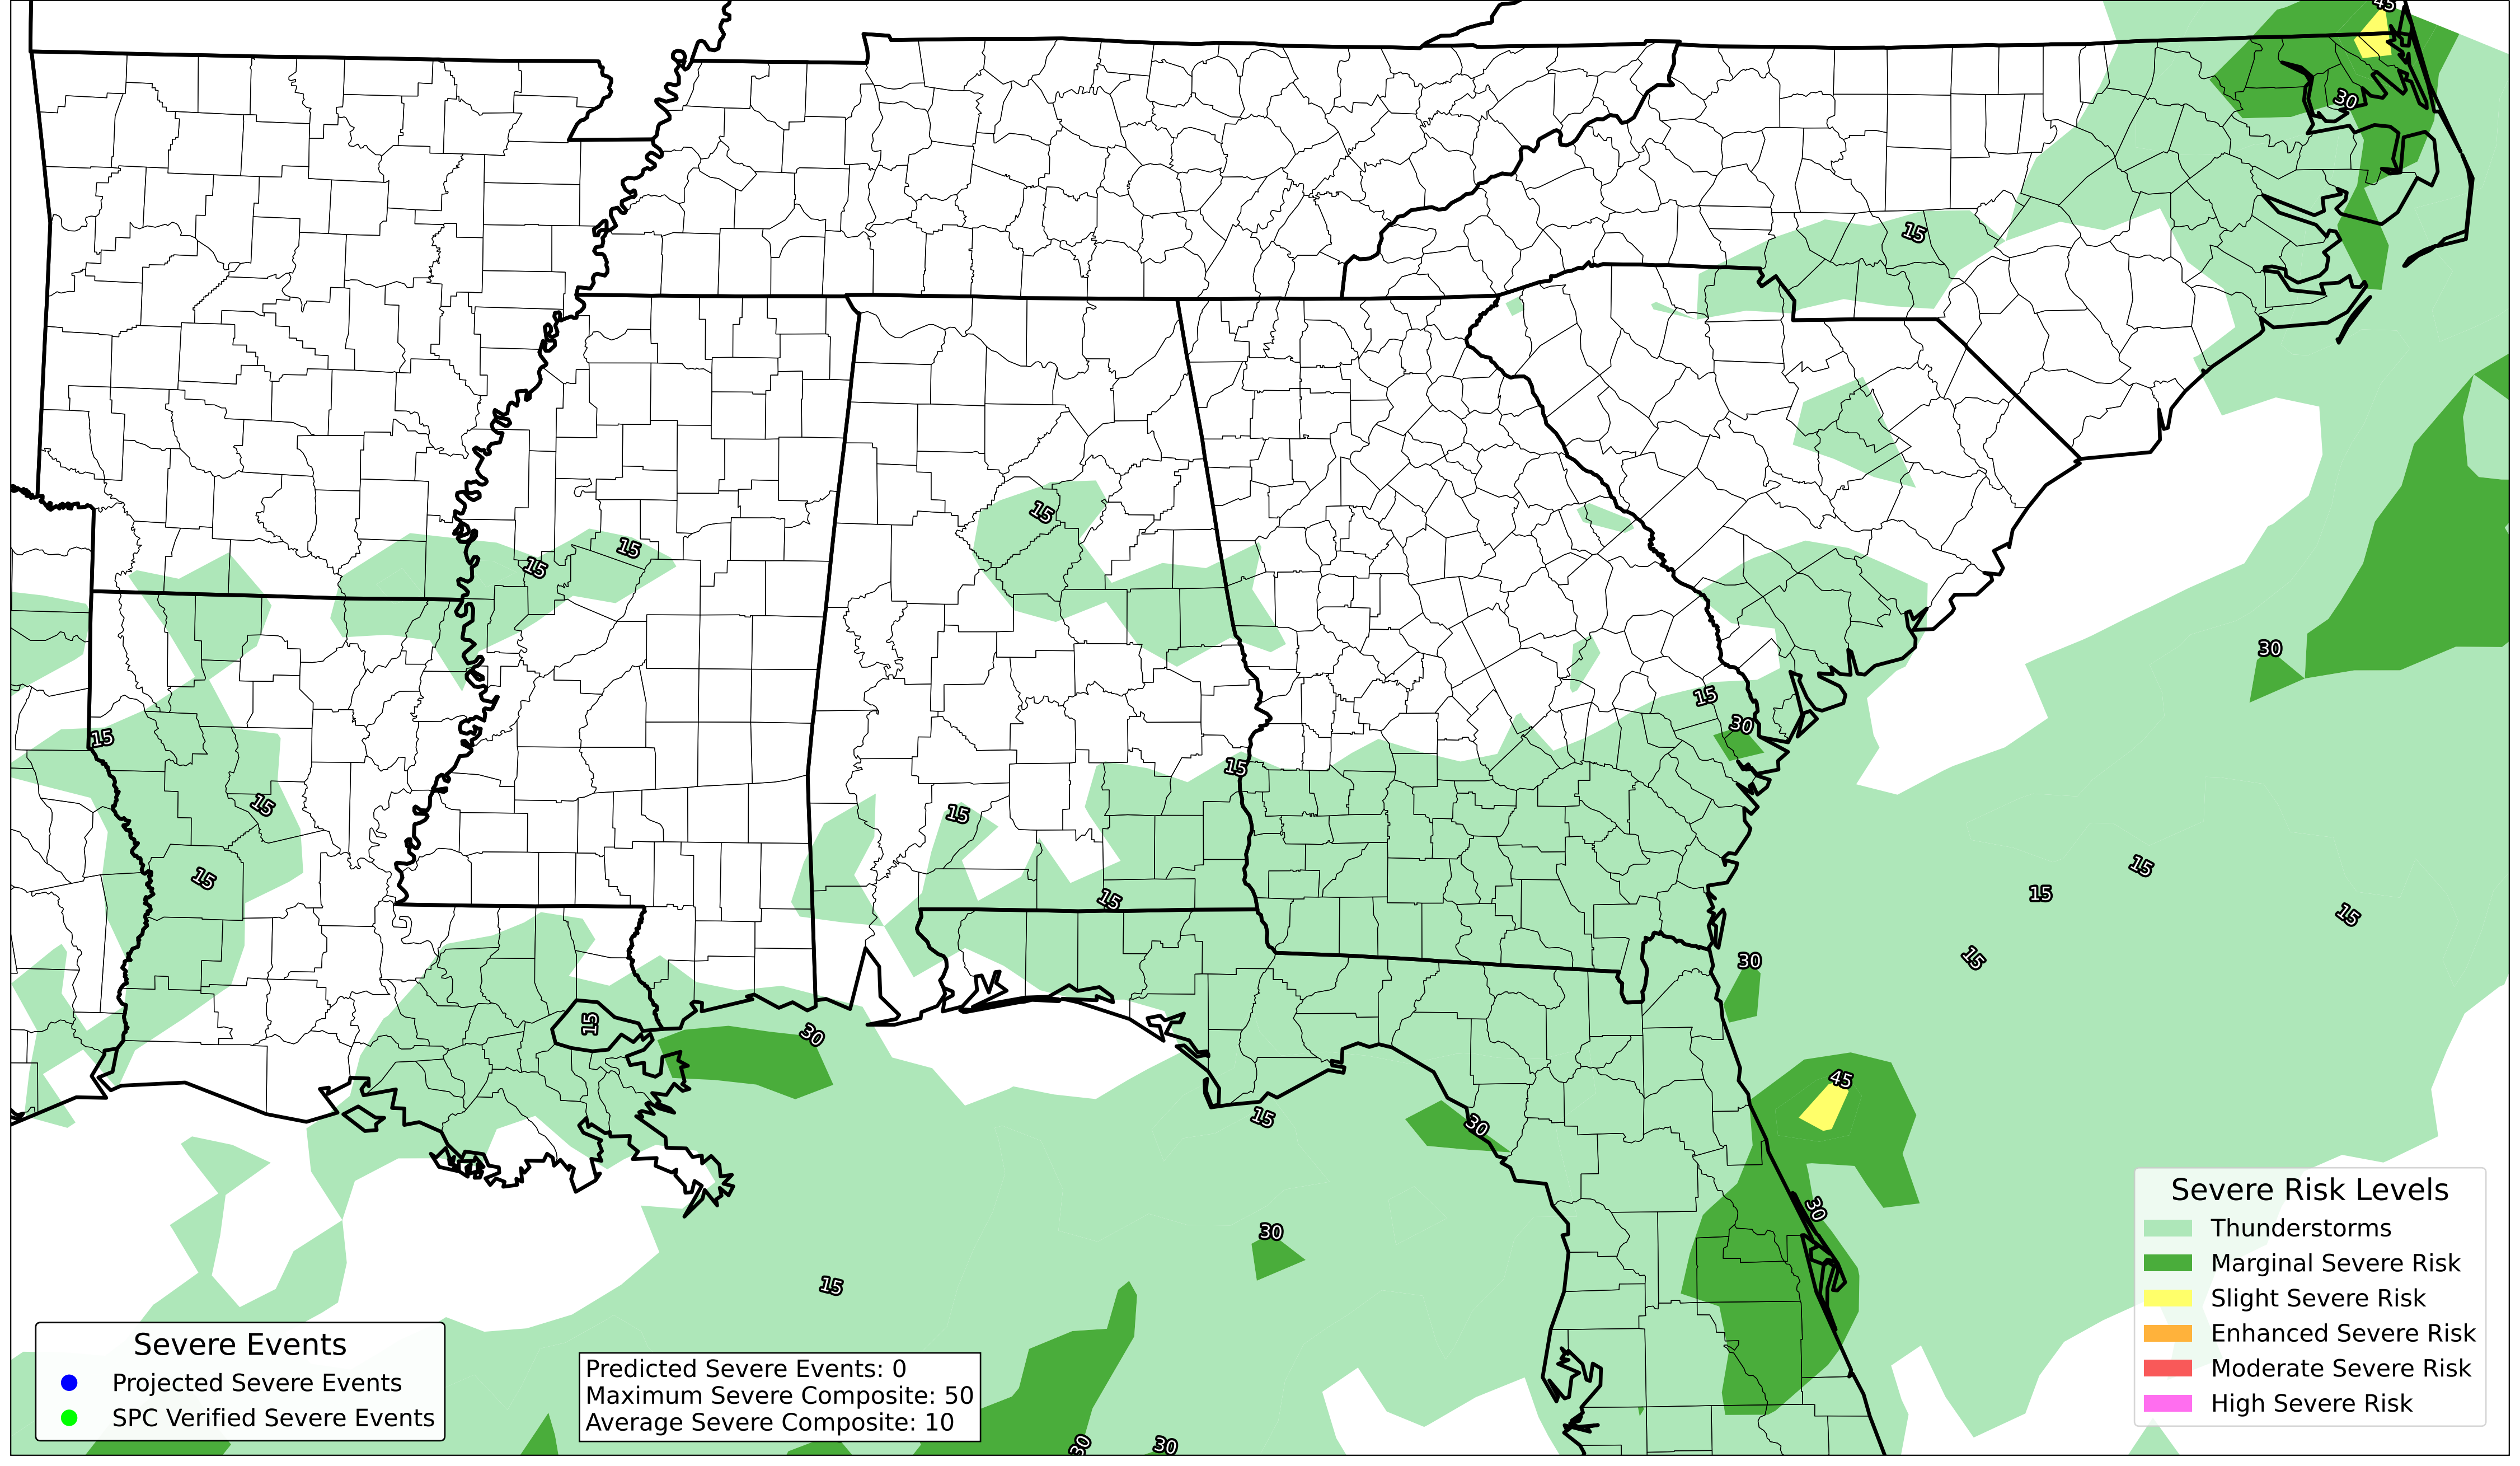 45
30
15
15
15
15
30
15
30
15
15
15
15
15
15
15
15
15
15
30
15
30
45
15
30
30
30
15
30
30
Severe Risk Levels
Thunderstorms
Marginal Severe Risk
Slight Severe Risk
Enhanced Severe Risk
Moderate Severe Risk
High Severe Risk
Severe Events
Projected Severe Events
SPC Verified Severe Events
Predicted Severe Events: 0
Maximum Severe Composite: 50
Average Severe Composite: 10